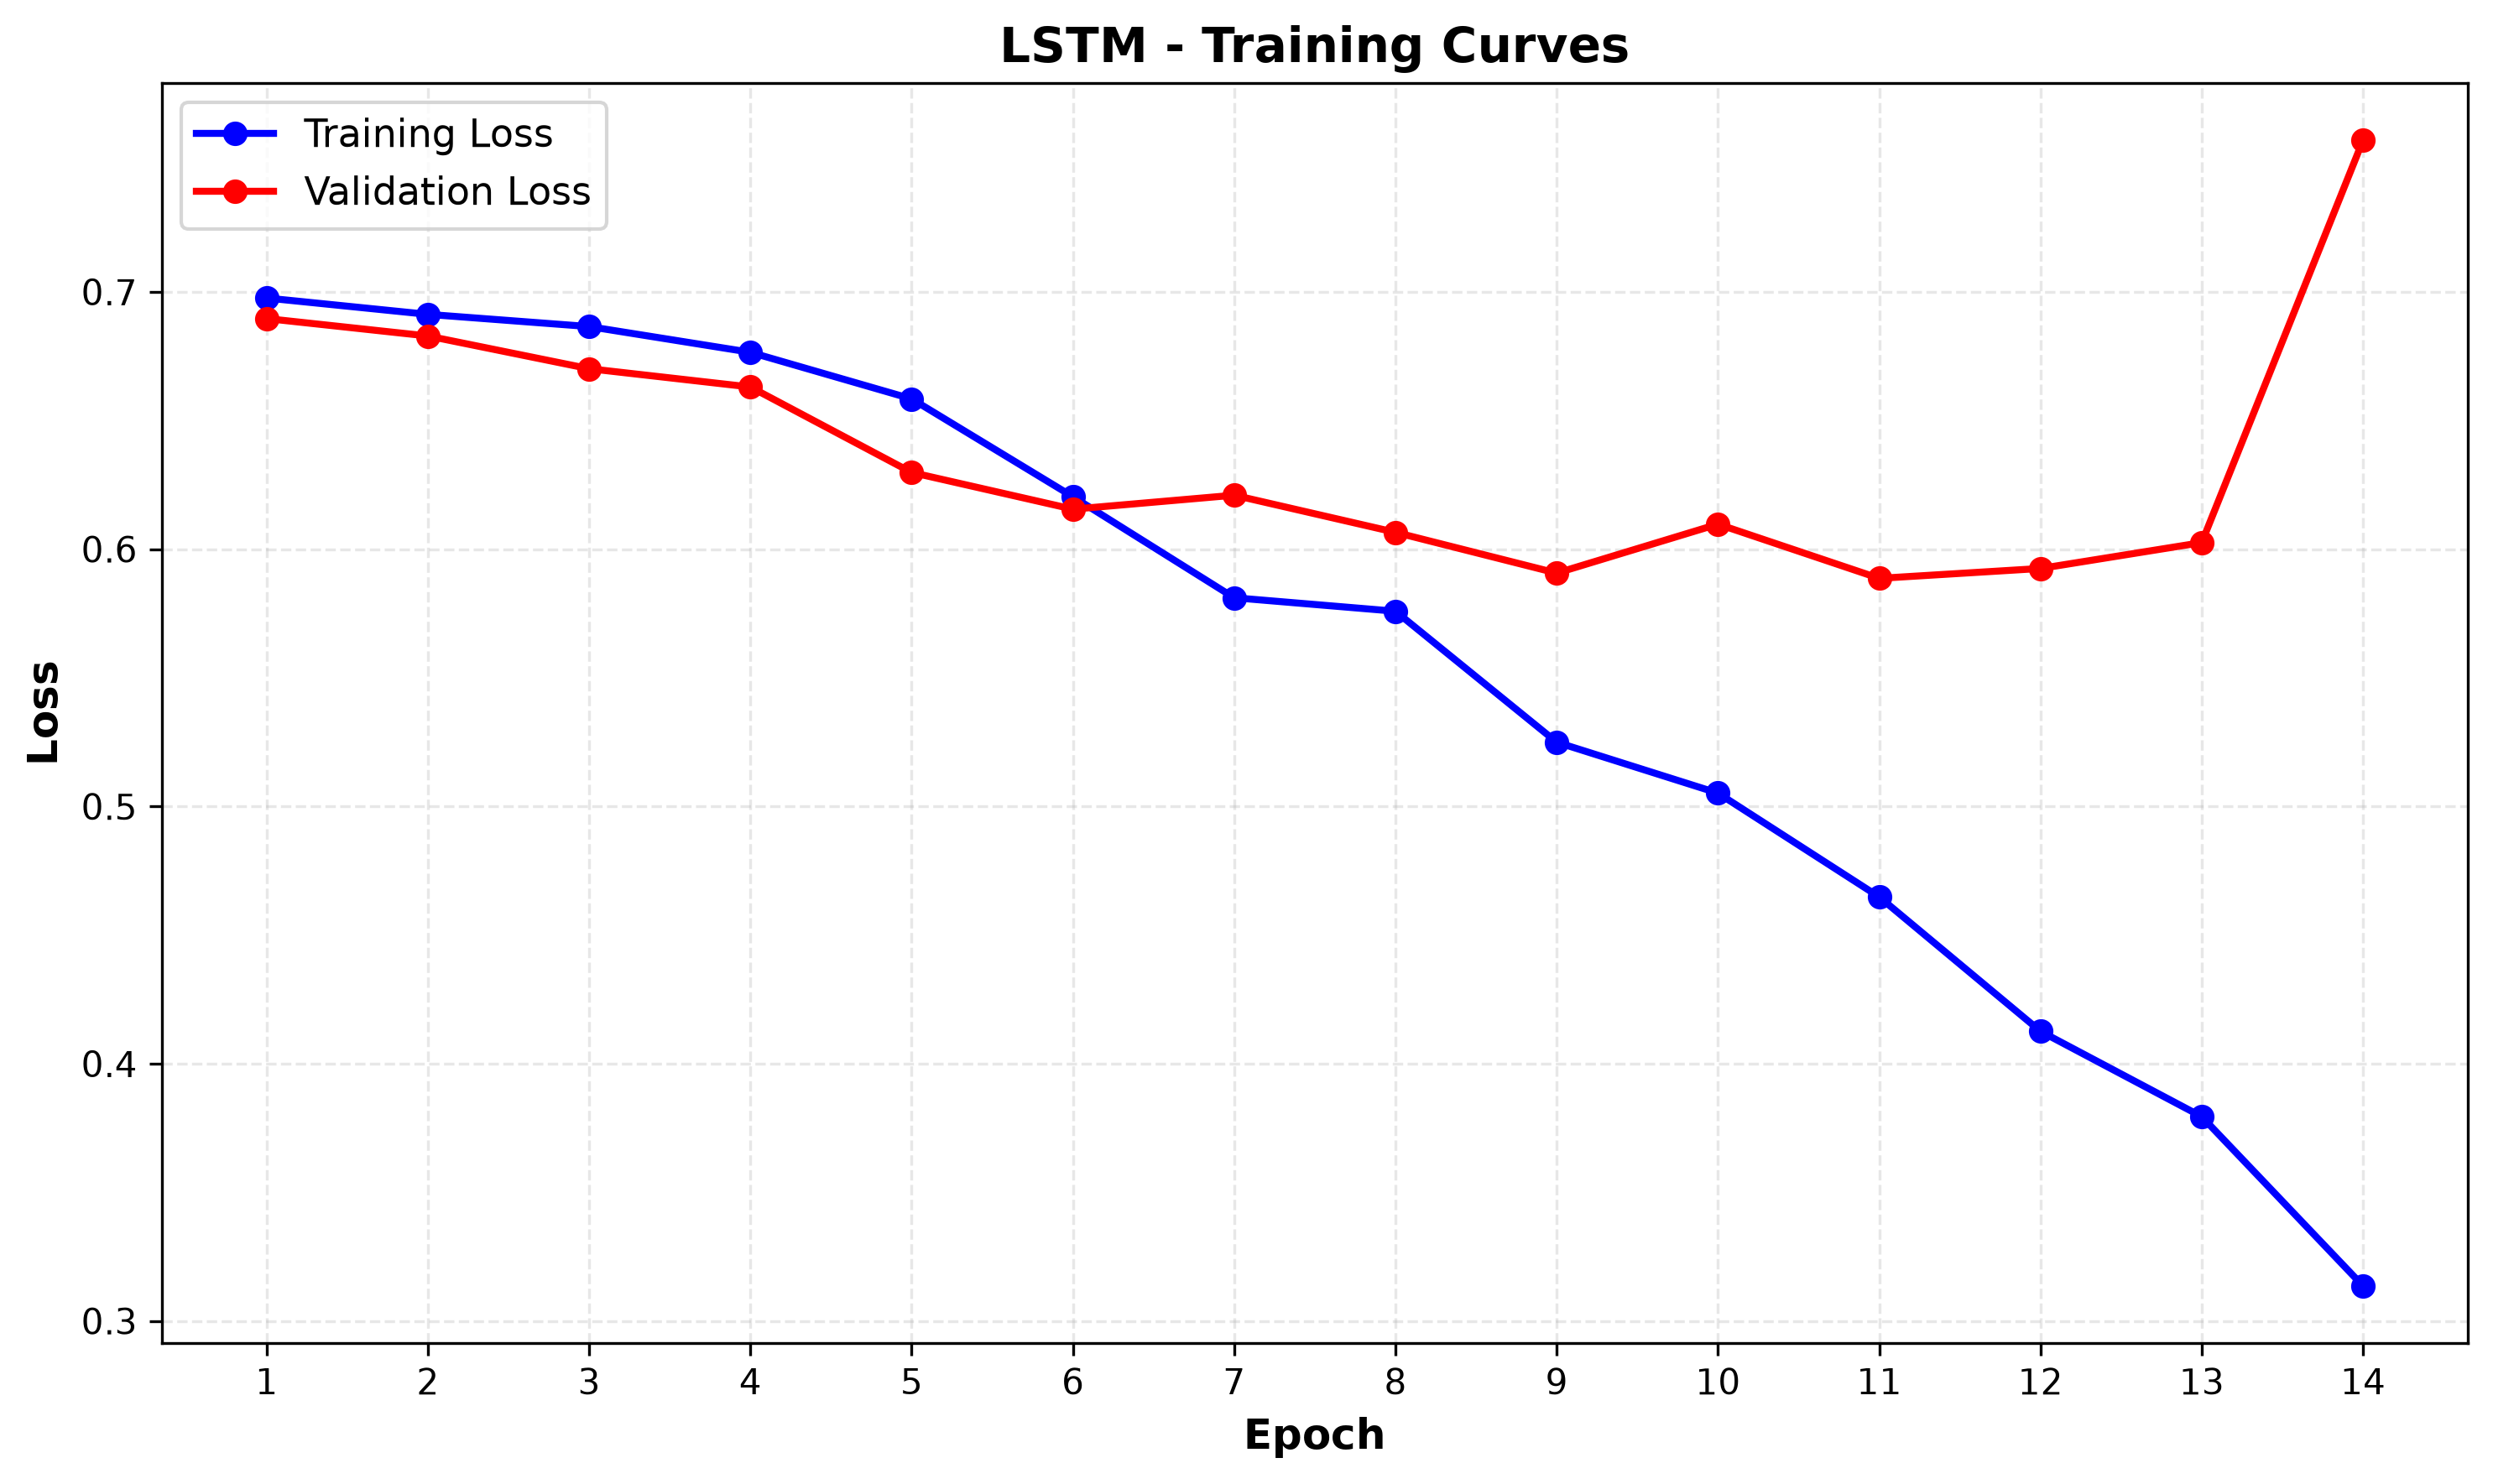 LSTM - Training Curves
Training Loss
Validation Loss
0.7
0.6
0.5
0.4
0.3
Loss
1 2 3 4 5 6 7 8 9 10 11 12 13 14
Epoch